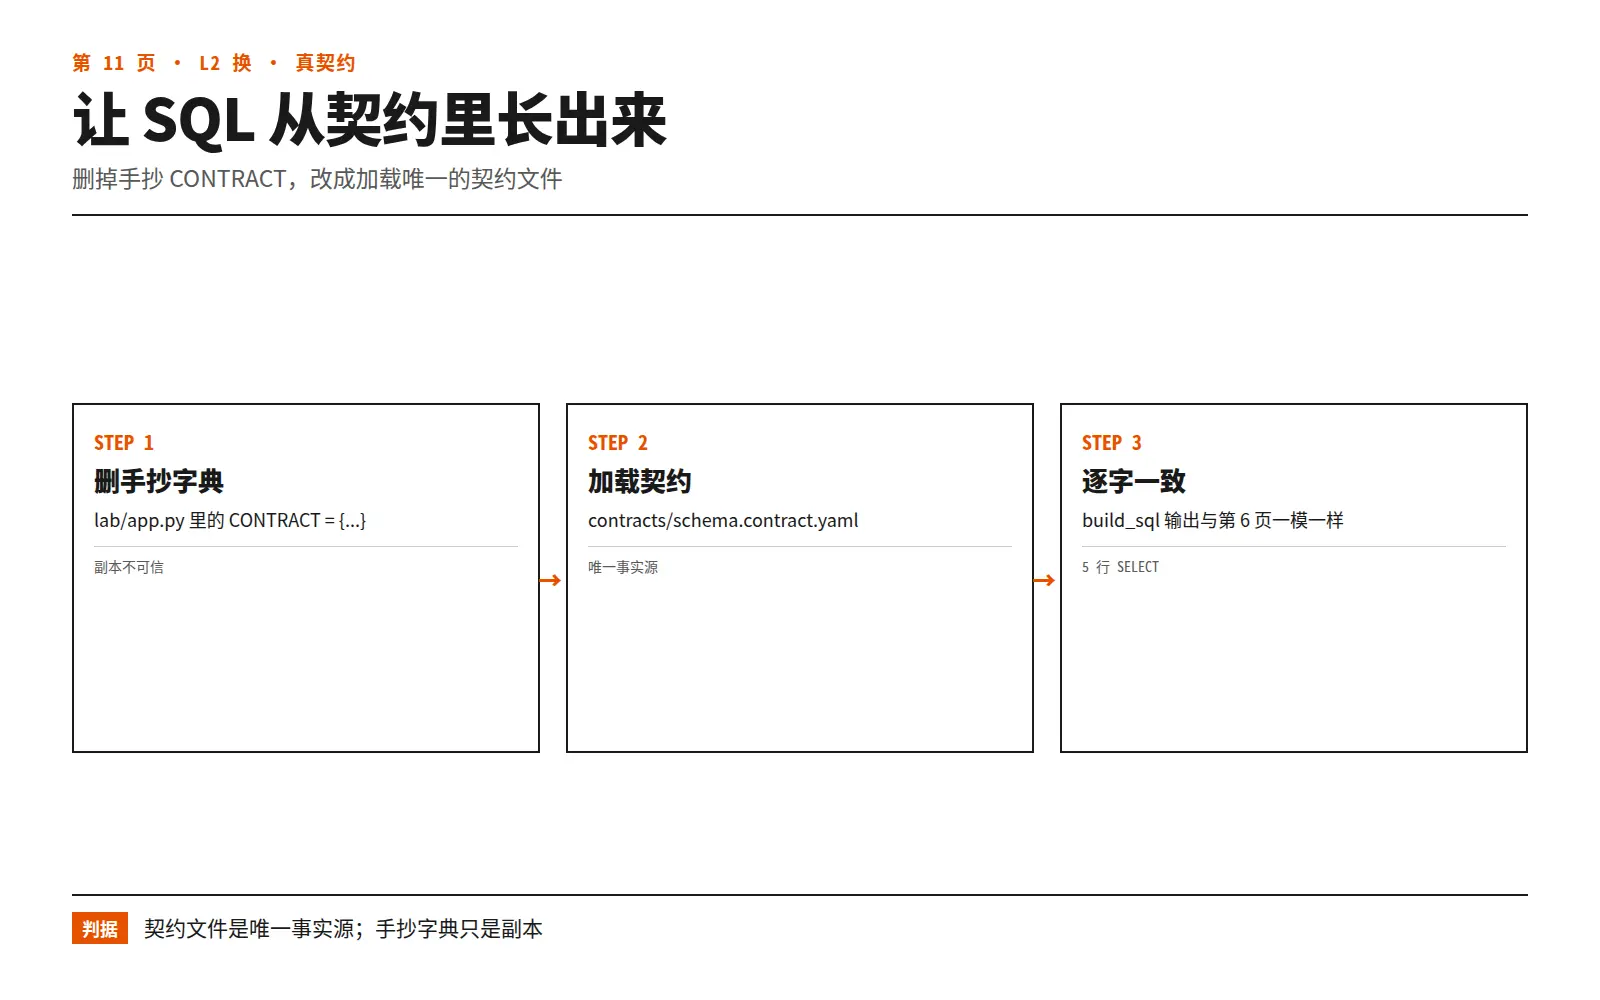 第 11 页 · L2 换 · 真契约
让 SQL 从契约里长出来
删掉手抄 CONTRACT，改成加载唯一的契约文件
STEP 1
删手抄字典
lab/app.py 里的 CONTRACT = {...}
副本不可信
→
STEP 2
加载契约
contracts/schema.contract.yaml
唯一事实源
→
STEP 3
逐字一致
build_sql 输出与第 6 页一模一样
5 行 SELECT
判据 契约文件是唯一事实源；手抄字典只是副本